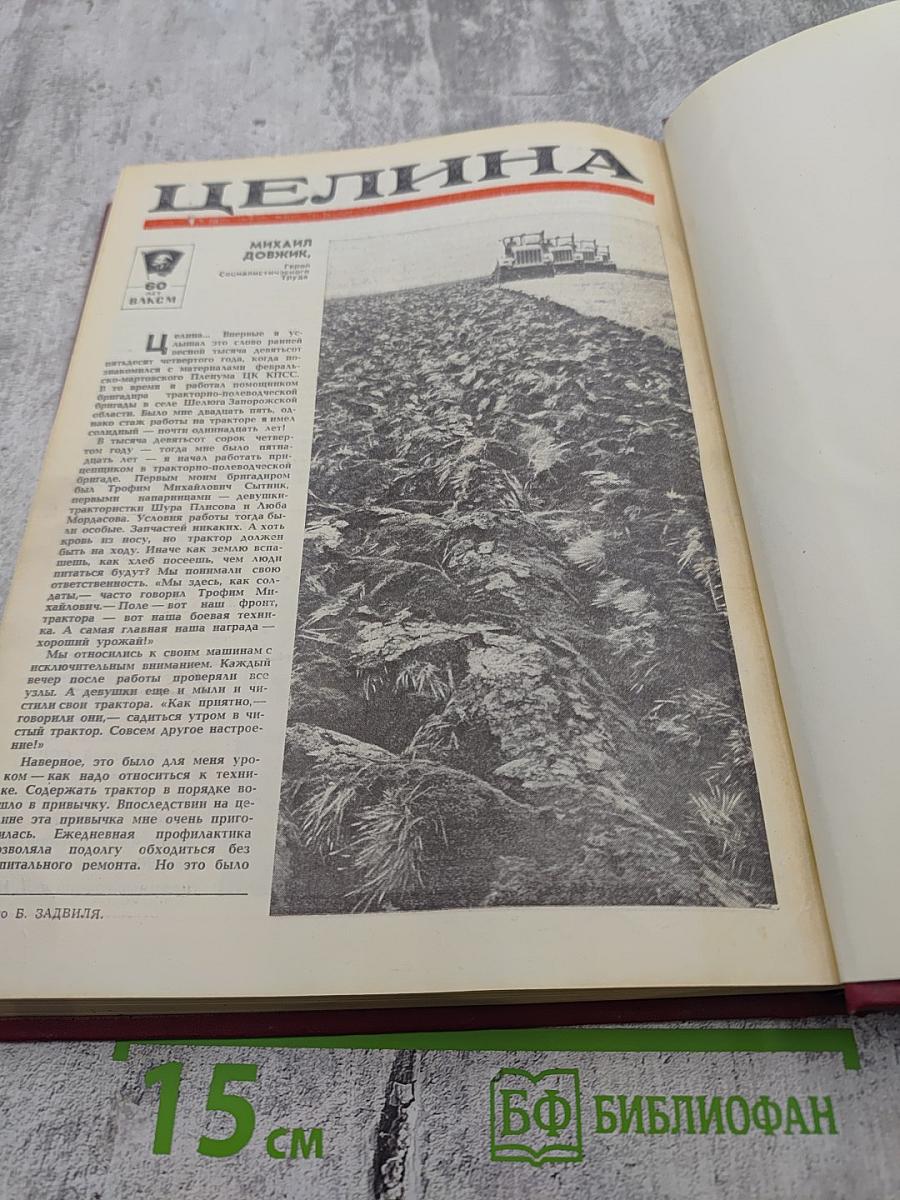 ЦЕЛИНА
60
ЛЕТ
ВЛКСМ
МИХАИЛ
ДОВЖИК,
Герой
Социалистического
Труда
Целина... Впервые я ус-
лышал это слово ранней
весной тысяча девятьсот
пятьдесят четвертого года, когда по-
знакомился с материалами февраль-
ско-мартовского Пленума ЦК КПСС.
В то время я работал помощником
бригадира тракторно-полеводческой
бригады в селе Шелюга Запорожской
области. Было мне двадцать пять, од-
нако стаж работы на тракторе я имел
солидный — почти одиннадцать лет!
В тысяча девятьсот сорок четвер-
том году — тогда мне было пятна-
дцать лет — я начал работать при-
цепщиком в тракторно-полеводческой
бригаде. Первым моим бригадиром
был Трофим Михайлович Сытник,
первыми напарницами — девушки-
трактористки Шура Плисова и Люба
Мордасова. Условия работы тогда бы-
ли особые. Запчастей никаких. А хоть
кровь из носу, но трактор должен
быть на ходу. Иначе как землю вспа-
шешь, как хлеб посеешь, чем люди
питаться будут? Мы понимали свою
ответственность. «Мы здесь, как сол-
даты,— часто говорил Трофим Ми-
хайлович.— Поле — вот наш фронт,
трактора — вот наша боевая техни-
ка. А самая главная наша награда —
хороший урожай!»
Мы относились к своим машинам с
исключительным вниманием. Каждый
вечер после работы проверяли все
узлы. А девушки еще и мыли и чи-
стили свои трактора. «Как приятно,—
говорили они,— садиться утром в чи-
стый трактор. Совсем другое настрое-
ние!»
Наверное, это было для меня уро-
ком — как надо относиться к техни-
ке. Содержать трактор в порядке во-
шло в привычку. Впоследствии на це-
ине эта привычка мне очень приго-
илась. Ежедневная профилактика
озволяла подолгу обходиться без
питального ремонта. Но это было
о Б. ЗАДВИЛЯ.
15 см
БФ БИБЛИОФАН